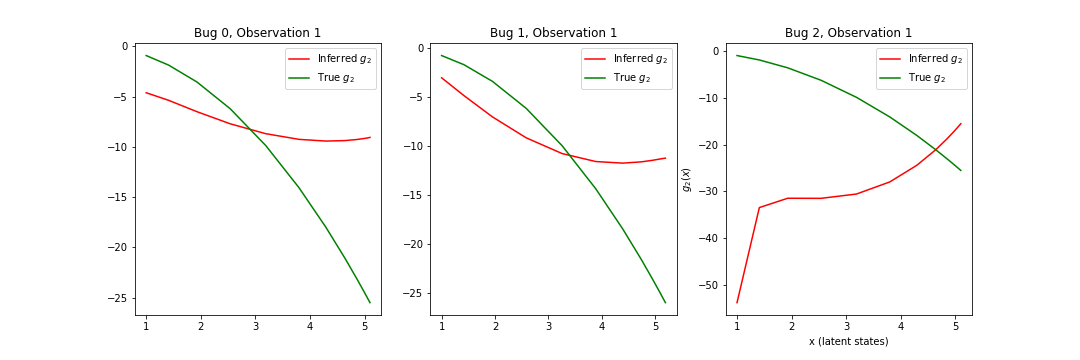 Bug 0, Observation 1
0
−5
−10
−15
−20
−25
1 2 3 4 5
Inferred g₂
True g₂
Bug 1, Observation 1
0
−5
−10
−15
−20
−25
1 2 3 4 5
Inferred g₂
True g₂
Bug 2, Observation 1
g₂(x)
0
−10
−20
−30
−40
−50
1 2 3 4 5
x (latent states)
Inferred g₂
True g₂